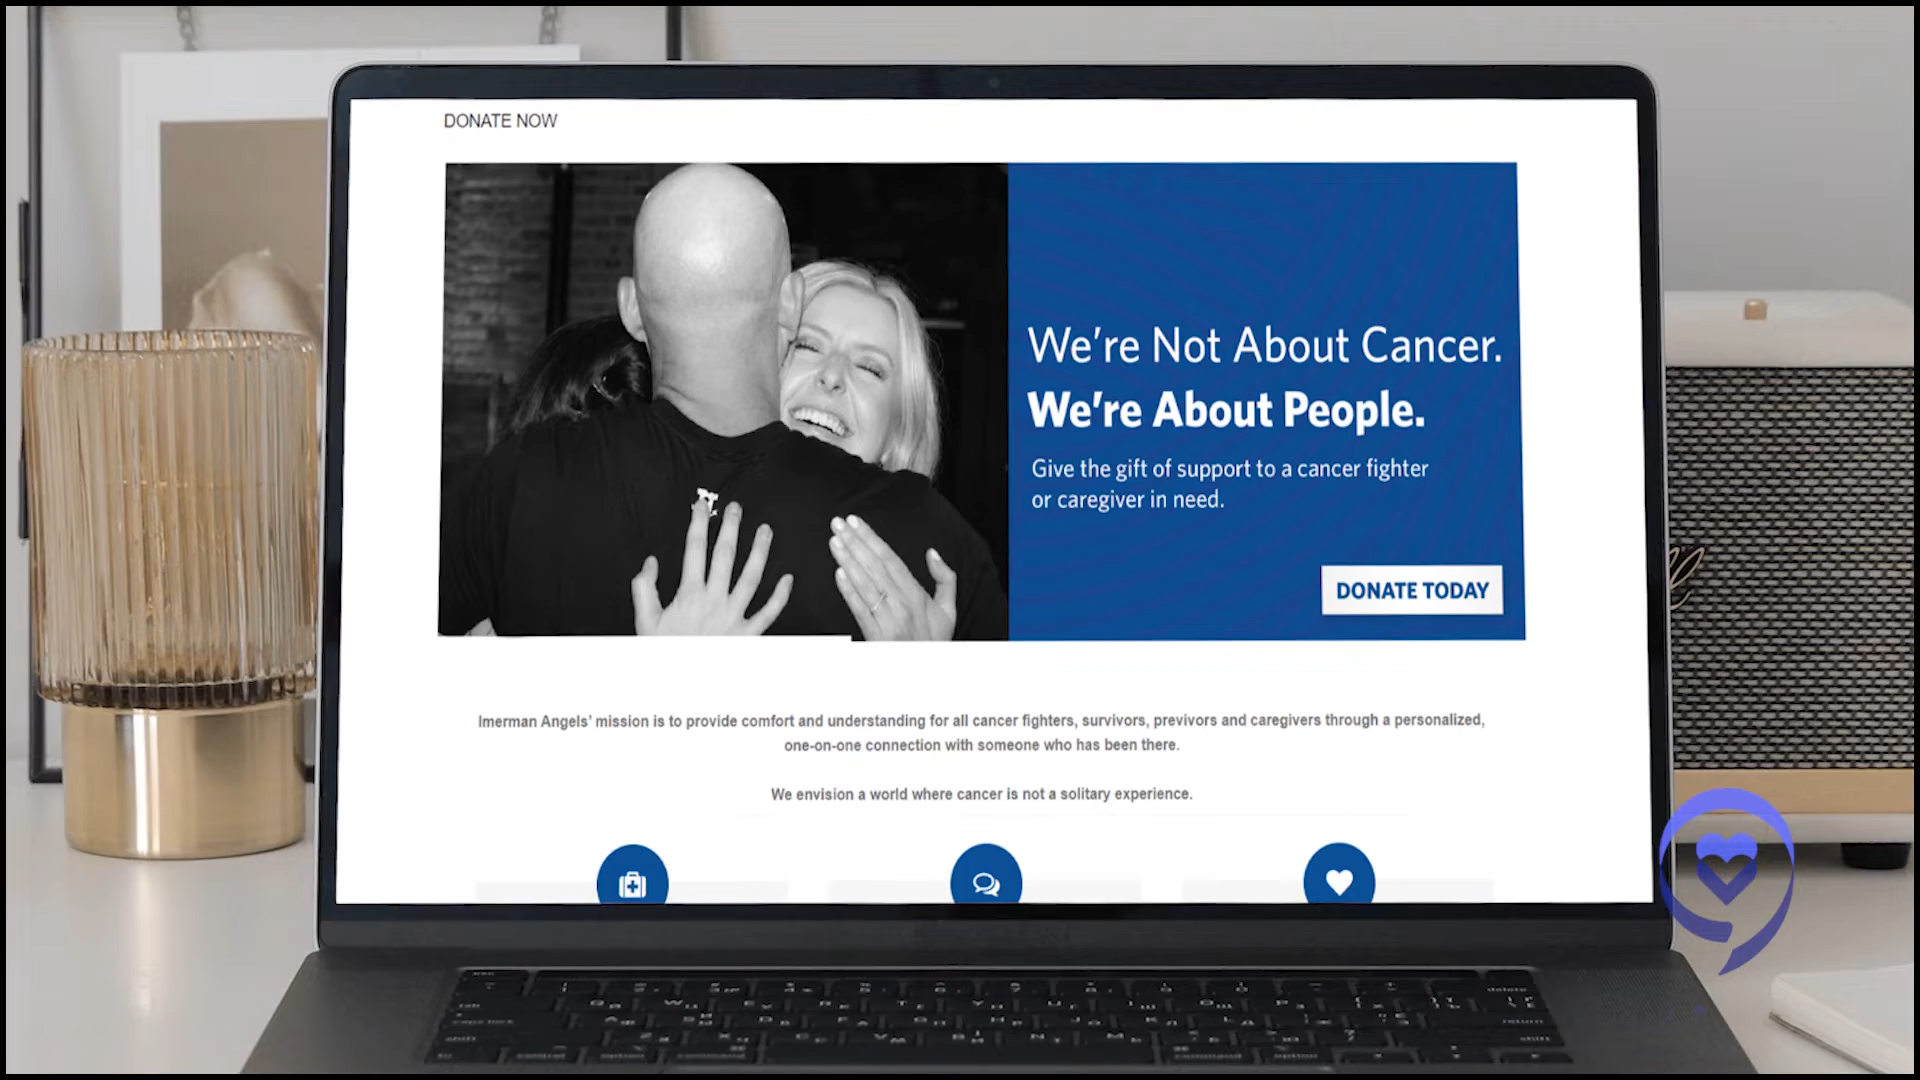 DONATE NOW
We're Not About Cancer.
We're About People.
Give the gift of support to a cancer fighter
or caregiver in need.
DONATE TODAY
Imerman Angels' mission is to provide comfort and understanding for all cancer fighters, survivors, previvors and caregivers through a personalized,
one-on-one connection with someone who has been there.
We envision a world where cancer is not a solitary experience.